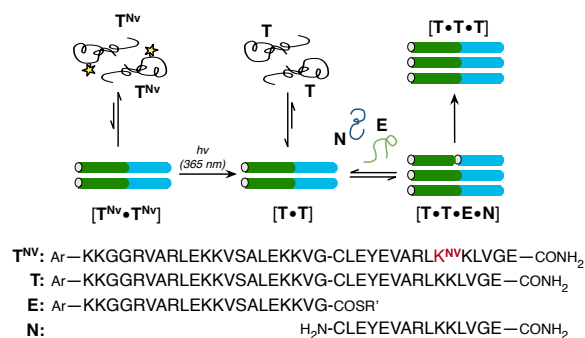 T^Nv
T
[T•T•T]
T^Nv
T
N
E
hν
(365 nm)
[T^Nv•T^Nv]
[T•T]
[T•T•E•N]
T^NV: Ar—KKGGRVARLEKKVSALEKKVG-CLEYEVARLK^NVKLVGE—CONH₂
T: Ar—KKGGRVARLEKKVSALEKKVG-CLEYEVARLKKLVGE—CONH₂
E: Ar—KKGGRVARLEKKVSALEKKVG-COSR'
N: H₂N-CLEYEVARLKKLVGE—CONH₂